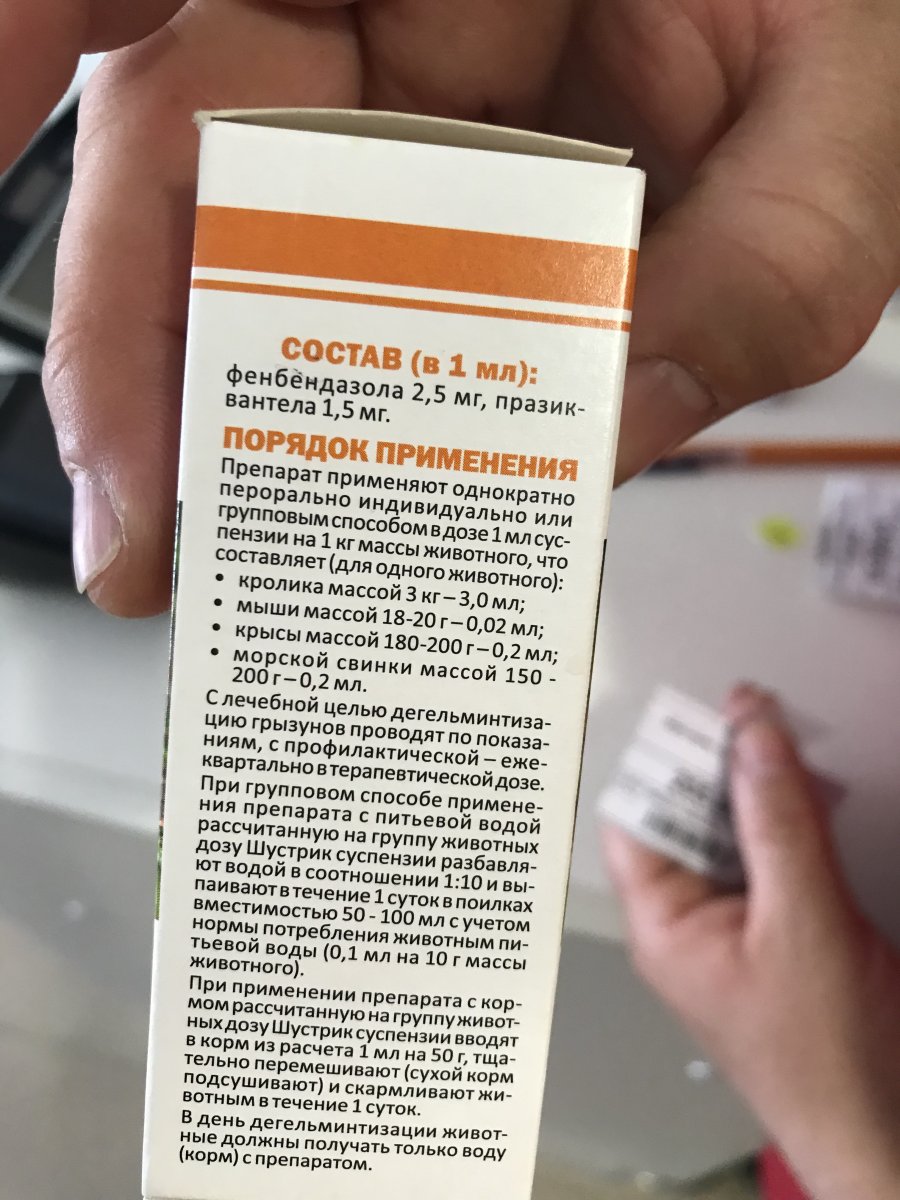 СОСТАВ (в 1 мл):
фенбендазола 2,5 мг, празик-
вантела 1,5 мг.
ПОРЯДОК ПРИМЕНЕНИЯ
Препарат применяют однократно
перорально индивидуально или
групповым способом в дозе 1 мл сус-
пензии на 1 кг массы животного, что
составляет (для одного животного):
• кролика массой 3 кг – 3,0 мл;
• мыши массой 18-20 г – 0,02 мл;
• крысы массой 180-200 г – 0,2 мл;
• морской свинки массой 150 -
200 г – 0,2 мл.
С лечебной целью дегельминтиза-
цию грызунов проводят по показа-
ниям, с профилактической – еже-
квартально в терапевтической дозе.
При групповом способе примене-
ния препарата с питьевой водой
рассчитанную на группу животных
дозу Шустрик суспензии разбавля-
ют водой в соотношении 1:10 и вы-
паивают в течение 1 суток в поилках
вместимостью 50 - 100 мл с учетом
нормы потребления животным пи-
тьевой воды (0,1 мл на 10 г массы
животного).
При применении препарата с кор-
мом рассчитанную на группу живот-
ных дозу Шустрик суспензии вводят
в корм из расчета 1 мл на 50 г, тща-
тельно перемешивают (сухой корм
подсушивают) и скармливают жи-
вотным в течение 1 суток.
В день дегельминтизации живот-
ные должны получать только воду
(корм) с препаратом.